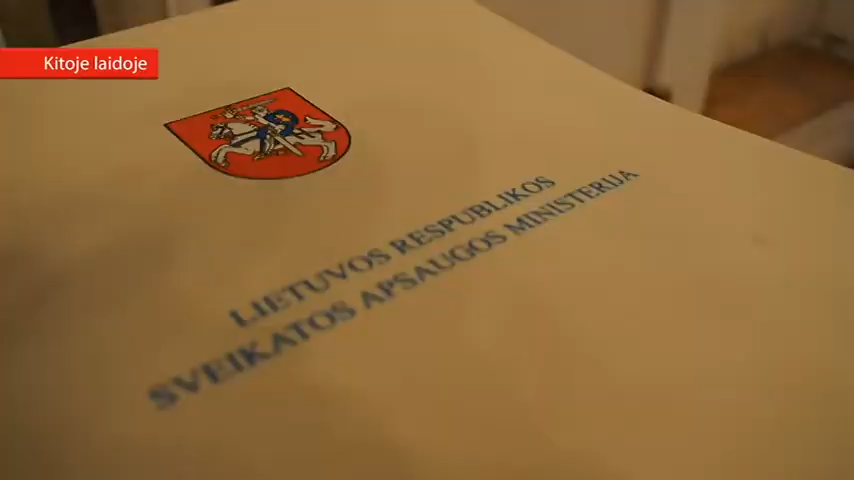 Kitoje laidoje
LIETUVOS RESPUBLIKOS
SVEIKATOS APSAUGOS MINISTERIJA